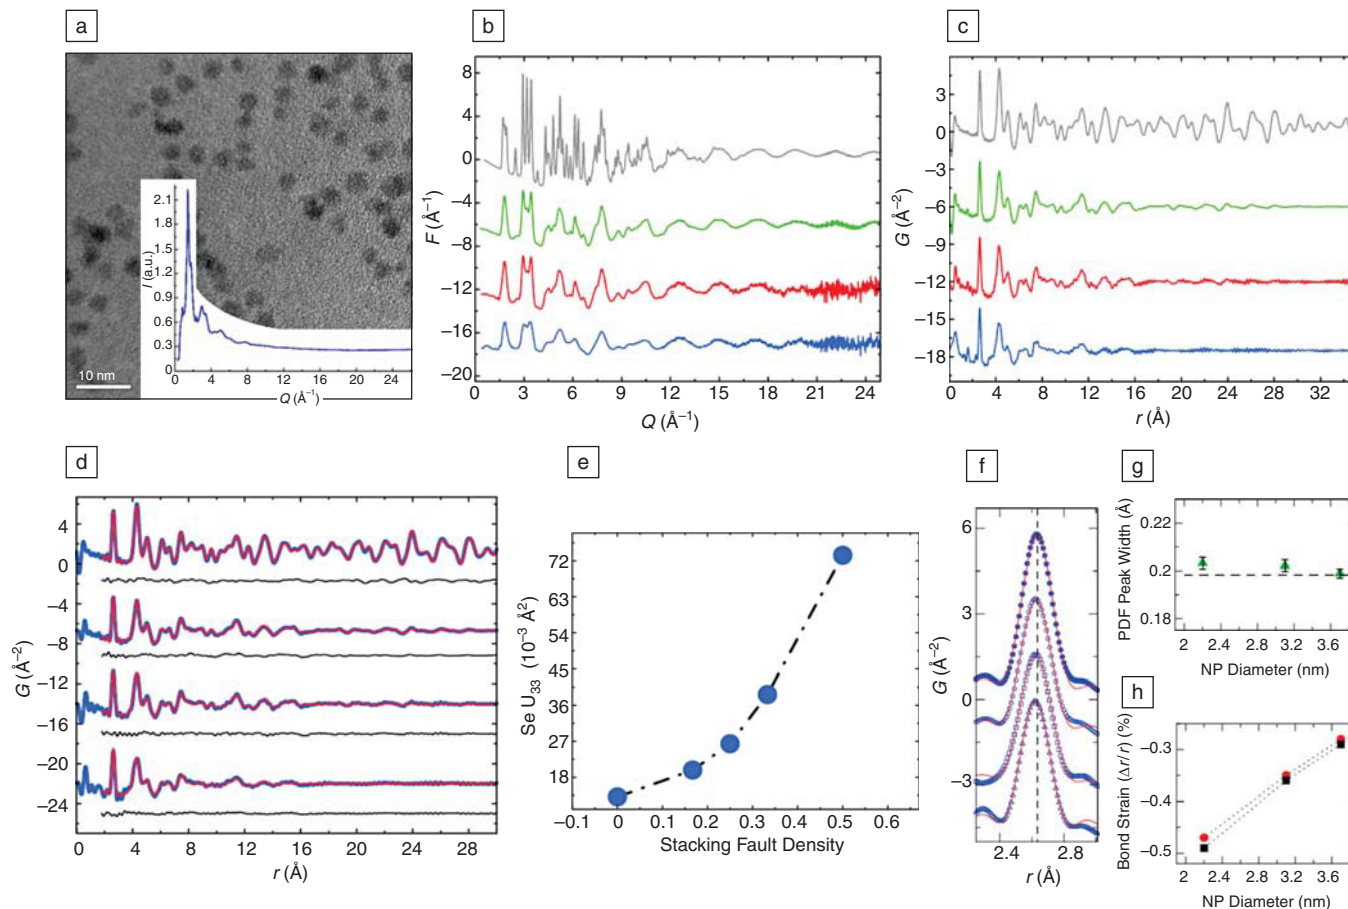 a
2.1
1.8
1.5
1.2
0.9
0.6
0.3
0
I (a.u.)
0 4 8 12 16 20 24
Q (Å–1)
10 nm
b
8
4
0
−4
−8
−12
−16
−20
F (Å–1)
0 3 6 9 12 15 18 21 24
Q (Å–1)
c
3
0
−3
−6
−9
−12
−15
−18
G (Å–2)
0 4 8 12 16 20 24 28 32
r (Å)
d
4
0
−4
−8
−12
−16
−20
−24
G (Å–2)
0 4 8 12 16 20 24 28
r (Å)
e
72
63
54
45
36
27
18
Se U33 (10–3 Å2)
−0.1 0 0.1 0.2 0.3 0.4 0.5 0.6
Stacking Fault Density
f
6
3
0
−3
G (Å–2)
2.4 2.8
r (Å)
g
0.22
0.2
0.18
PDF Peak Width (Å)
2 2.4 2.8 3.2 3.6
NP Diameter (nm)
h
−0.3
−0.4
−0.5
Bond Strain (Δr/r) (%)
2 2.4 2.8 3.2 3.6
NP Diameter (nm)